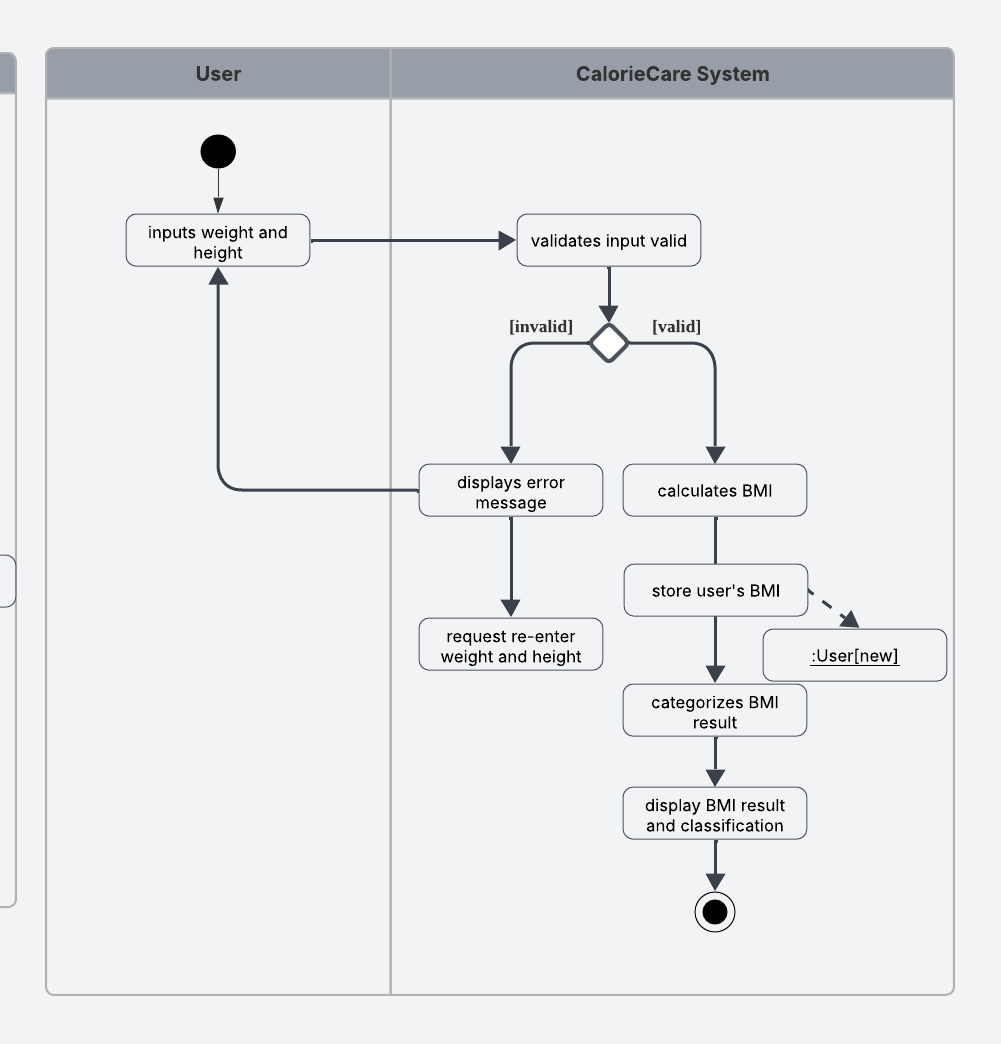 User
CalorieCare System
inputs weight and
height
validates input valid
[invalid]
[valid]
displays error
message
calculates BMI
store user's BMI
request re-enter
weight and height
:User[new]
categorizes BMI
result
display BMI result
and classification